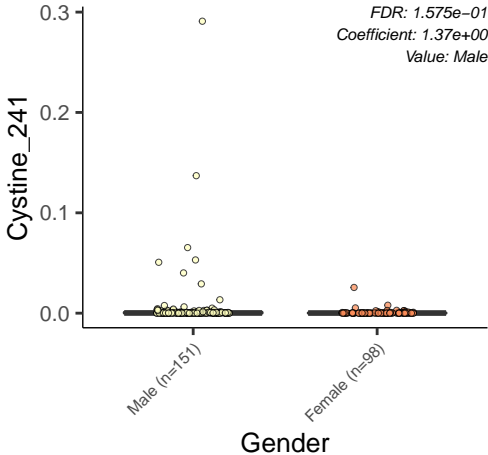 FDR: 1.575e−01
Coefficient: 1.37e+00
Value: Male
0.3
0.2
0.1
0.0
Cystine_241
Male (n=151)
Female (n=98)
Gender